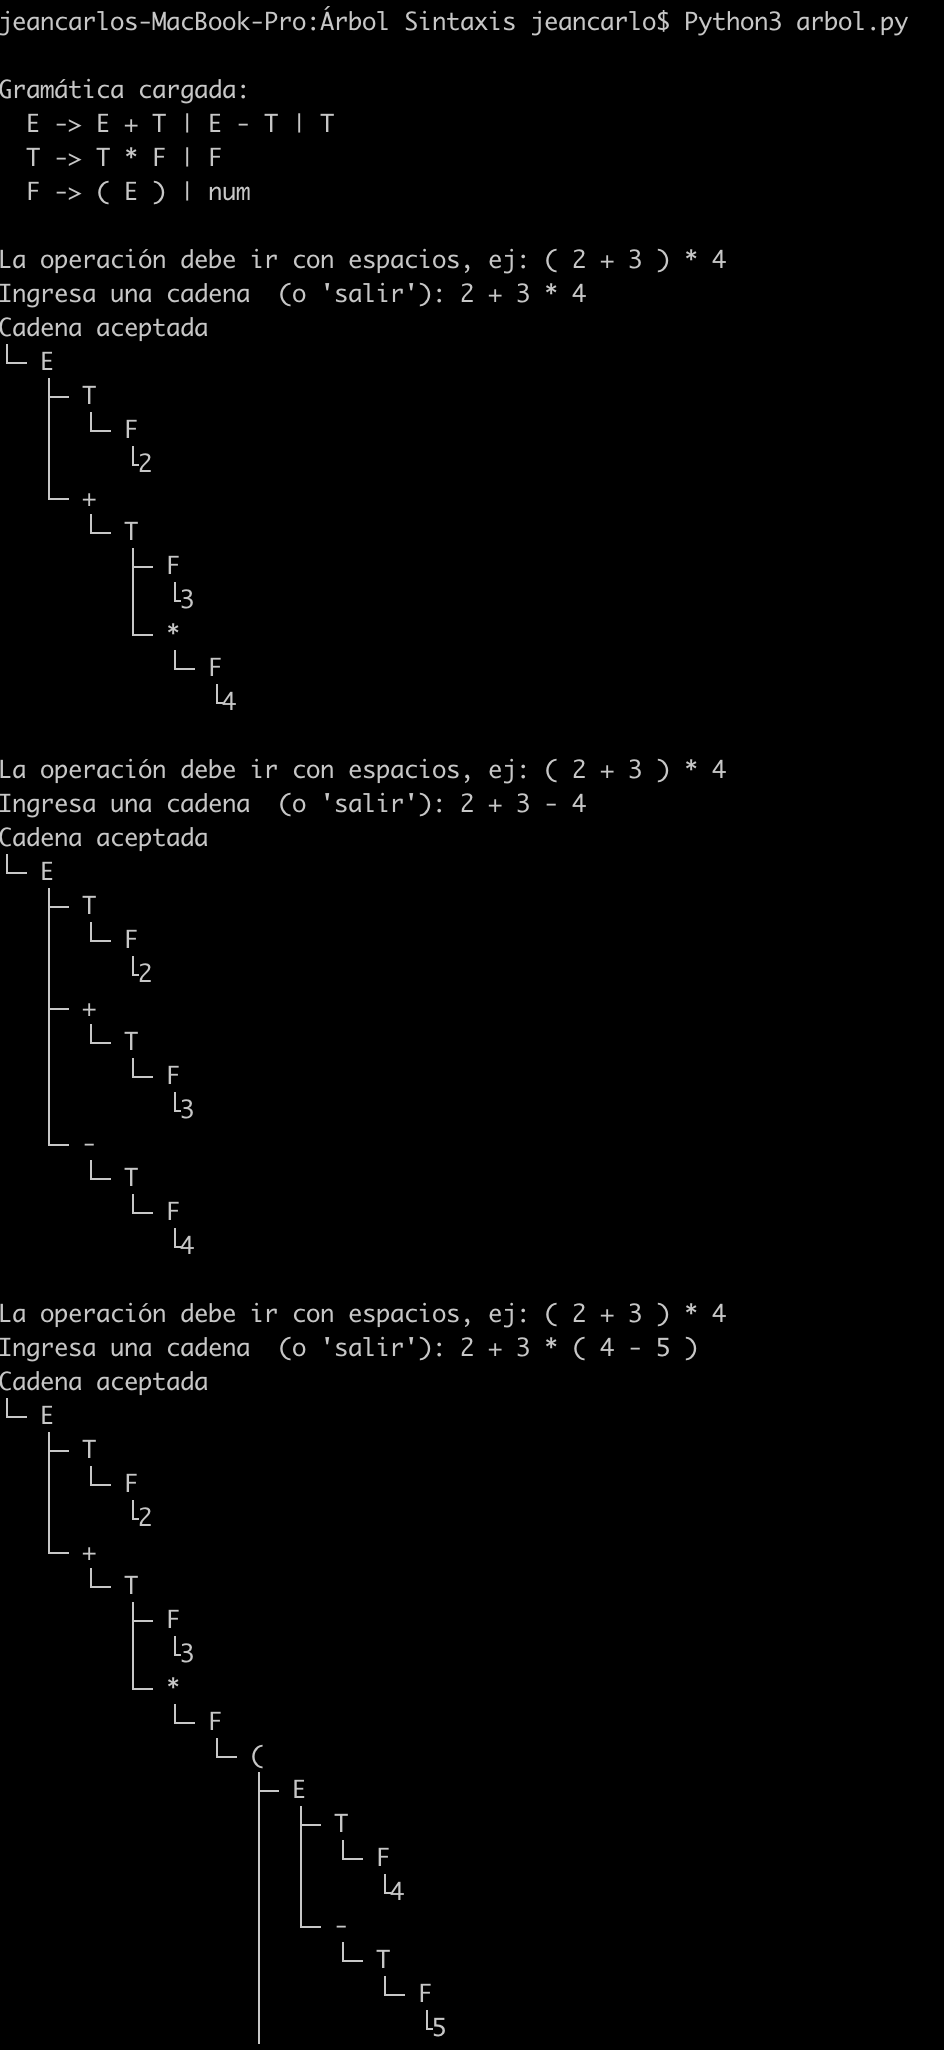 jeancarlos-MacBook-Pro:Árbol Sintaxis jeancarlo$ Python3 arbol.py
Gramática cargada:
E -> E + T | E - T | T
T -> T * F | F
F -> ( E ) | num
La operación debe ir con espacios, ej: ( 2 + 3 ) * 4
Ingresa una cadena  (o 'salir'): 2 + 3 * 4
Cadena aceptada
└─ E
   ├─ T
   │  └─ F
   │     └2
   └─ +
      └─ T
         ├─ F
         │  └3
         └─ *
            └─ F
               └4
La operación debe ir con espacios, ej: ( 2 + 3 ) * 4
Ingresa una cadena  (o 'salir'): 2 + 3 - 4
Cadena aceptada
└─ E
   ├─ T
   │  └─ F
   │     └2
   ├─ +
   │  └─ T
   │     └─ F
   │        └3
   └─ -
      └─ T
         └─ F
            └4
La operación debe ir con espacios, ej: ( 2 + 3 ) * 4
Ingresa una cadena  (o 'salir'): 2 + 3 * ( 4 - 5 )
Cadena aceptada
└─ E
   ├─ T
   │  └─ F
   │     └2
   └─ +
      └─ T
         ├─ F
         │  └3
         └─ *
            └─ F
               └─ (
                  ├─ E
                  │  ├─ T
                  │  │  └─ F
                  │  │     └4
                  │  └─ -
                  │     └─ T
                  │        └─ F
                  │           └5